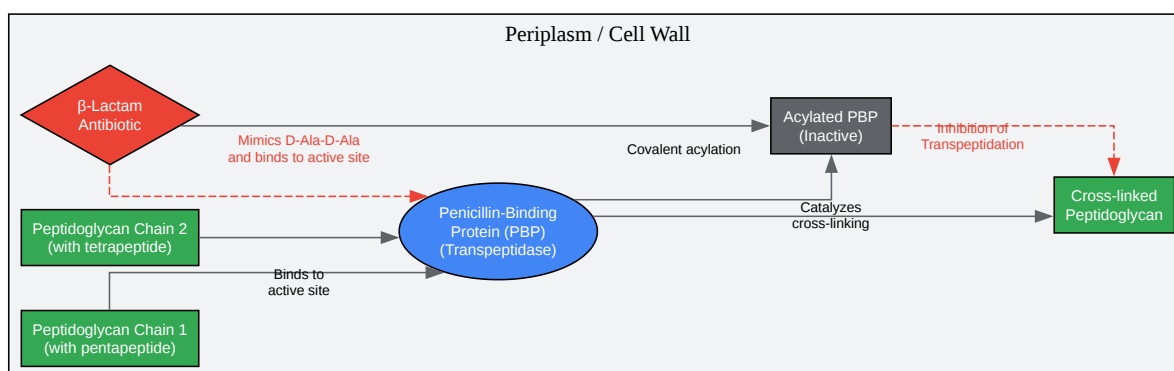 Periplasm / Cell Wall
β-Lactam
Antibiotic
Mimics D-Ala-D-Ala
and binds to active site
Covalent acylation
Acylated PBP
(Inactive)
Inhibition of
Transpeptidation
Cross-linked
Peptidoglycan
Penicillin-Binding
Protein (PBP)
(Transpeptidase)
Catalyzes
cross-linking
Peptidoglycan Chain 2
(with tetrapeptide)
Binds to
active site
Peptidoglycan Chain 1
(with pentapeptide)